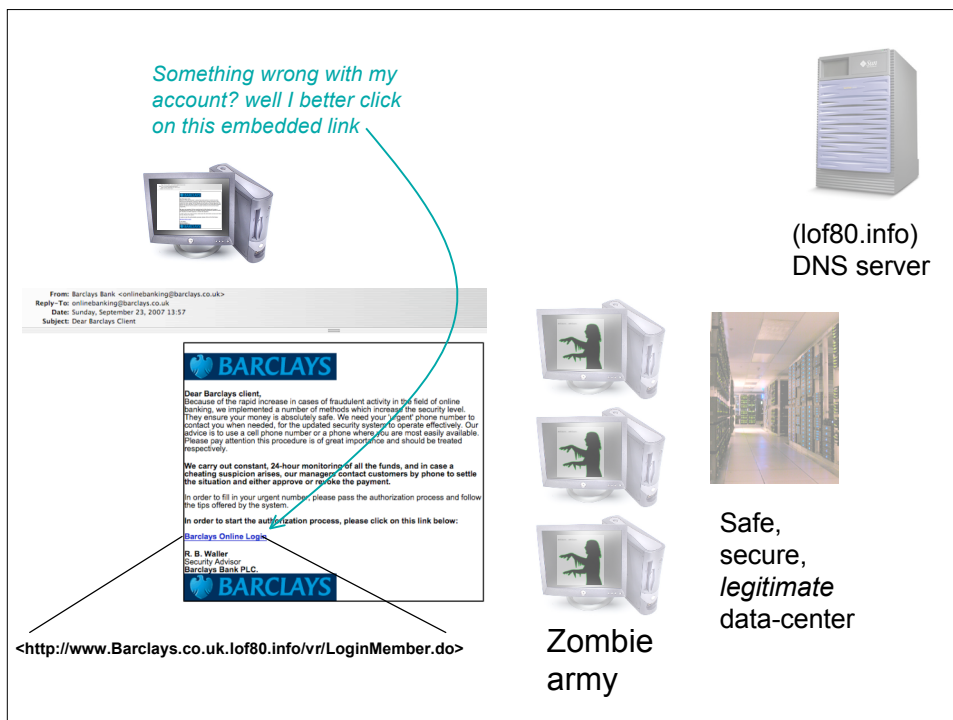 Something wrong with my
account? well I better click
on this embedded link
Sun
(lof80.info)
DNS server
From: Barclays Bank <onlinebanking@barclays.co.uk>
Reply-To: onlinebanking@barclays.co.uk
Date: Sunday, September 23, 2007 13:57
Subject: Dear Barclays Client
BARCLAYS
Dear Barclays client,
Because of the rapid increase in cases of fraudulent activity in the field of online
banking, we implemented a number of methods which increase the security level.
They ensure your money is absolutely safe. We need your 'urgent' phone number to
contact you when needed, for the updated security system to operate effectively. Our
advice is to use a cell phone number or a phone where you are most easily available.
Please pay attention this procedure is of great importance and should be treated
respectively.
We carry out constant, 24-hour monitoring of all the funds, and in case a
cheating suspicion arises, our managers contact customers by phone to settle
the situation and either approve or revoke the payment.
In order to fill in your urgent number, please pass the authorization process and follow
the tips offered by the system.
In order to start the authorization process, please click on this link below:
Barclays Online Login
R. B. Waller
Security Advisor
Barclays Bank PLC.
BARCLAYS
<http://www.Barclays.co.uk.lof80.info/vr/LoginMember.do>
Zombie
army
Safe,
secure,
legitimate
data-center